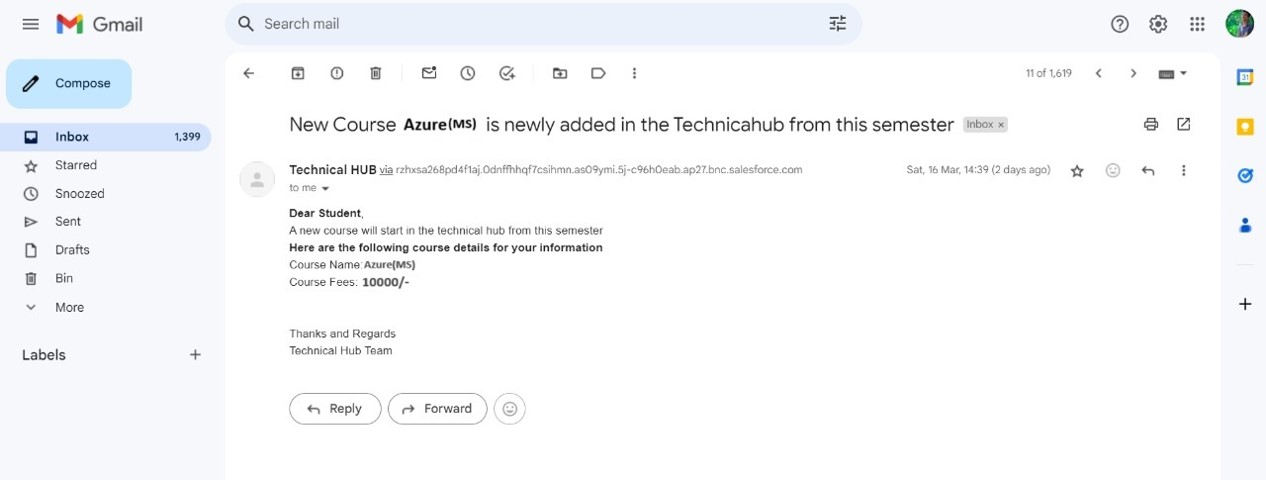 Gmail
Search mail
Compose
11 of 1,619
31
Inbox 1,399
Starred
Snoozed
Sent
Drafts
Bin
More
Labels
New Course Azure(MS) is newly added in the Technicahub from this semester Inbox ×
Technical HUB via rzhxsa268pd4f1aj.0dnffhhqf7csihmn.as09ymi.5j-c96h0eab.ap27.bnc.salesforce.com Sat, 16 Mar, 14:39 (2 days ago)
to me
Dear Student,
A new course will start in the technical hub from this semester
Here are the following course details for your information
Course Name: Azure(MS)
Course Fees: 10000/-
Thanks and Regards
Technical Hub Team
Reply Forward